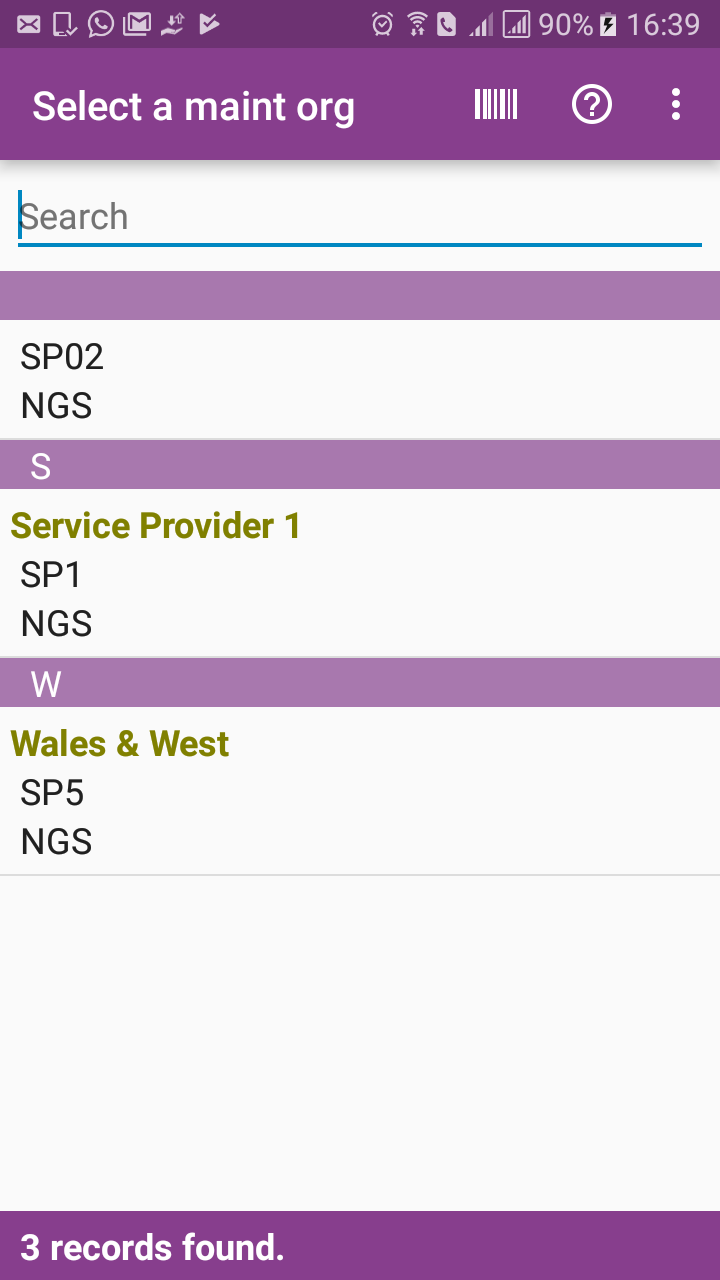 90% 16:39
Select a maint org
Search
SP02
NGS
S
Service Provider 1
SP1
NGS
W
Wales & West
SP5
NGS
3 records found.